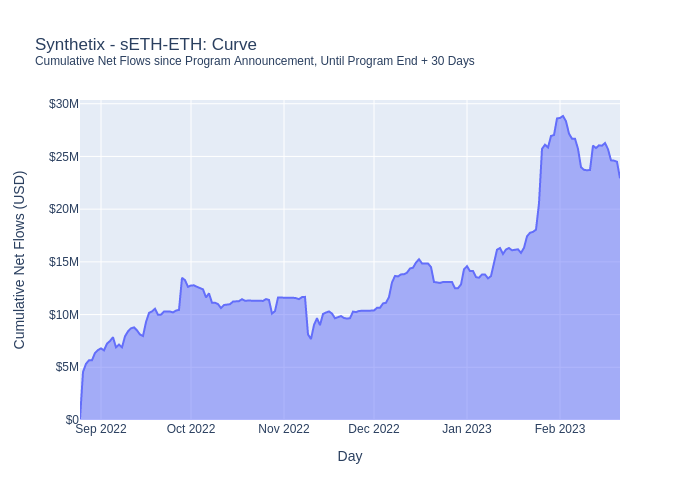 Synthetix - sETH-ETH: Curve
Cumulative Net Flows since Program Announcement, Until Program End + 30 Days
Cumulative Net Flows (USD)
$30M
$25M
$20M
$15M
$10M
$5M
$0
Sep 2022 Oct 2022 Nov 2022 Dec 2022 Jan 2023 Feb 2023
Day